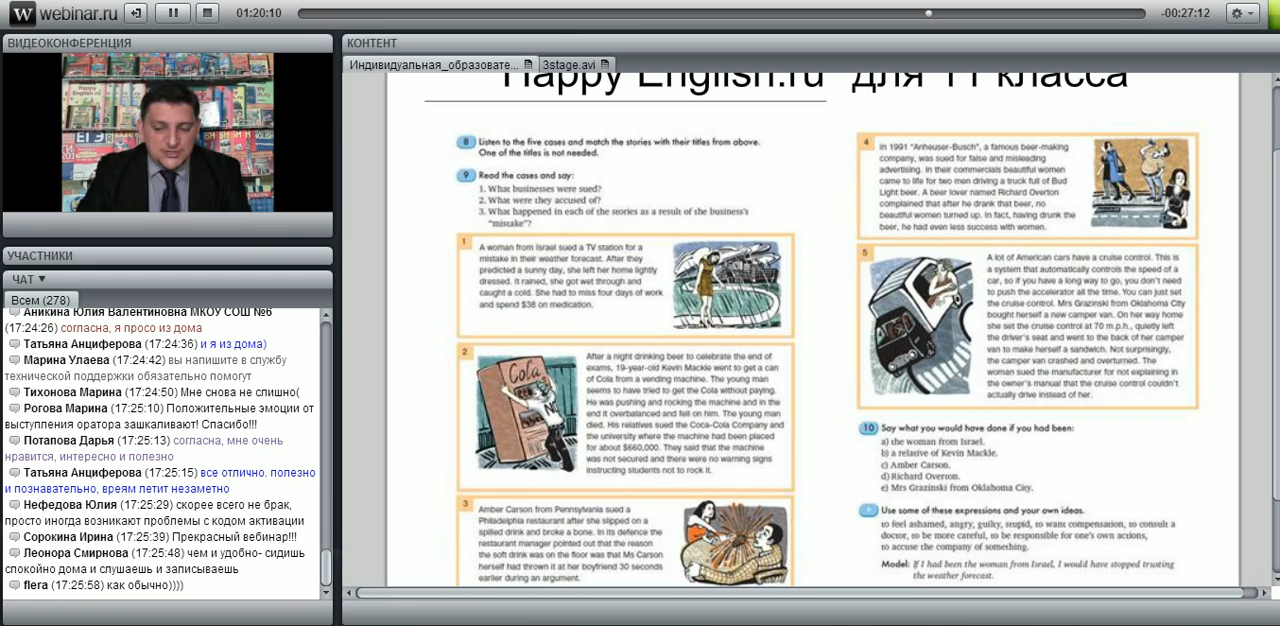 W webinar.ru
01:20:10
-00:27:12
ВИДЕОКОНФЕРЕНЦИЯ
Happy
English.ru
ЕГЭ
УЧАСТНИКИ
ЧАТ ▼
Всем (278)
Аникина Юлия Валентиновна МКОУ СОШ №6
(17:24:26) согласна, я просо из дома
Татьяна Анциферова (17:24:36) и я из дома)
Марина Улаева (17:24:42) вы напишите в службу
технической поддержки обязательно помогут
Тихонова Марина (17:24:50) Мне снова не слишно(
Рогова Марина (17:25:10) Положительные эмоции от
выступления оратора зашкаливают! Спасибо!!!
Потапова Дарья (17:25:13) согласна, мне очень
нрвится, интересно и полезно
Татьяна Анциферова (17:25:15) все отлично. полезно
и познавательно, вреям летит незаметно
Нефедова Юлия (17:25:29) скорее всего не брак,
просто иногда возникают проблемы с кодом активации
Сорокина Ирина (17:25:39) Прекрасный вебинар!!!
Леонора Смирнова (17:25:48) чем и удобно- сидишь
спокойно дома и слушаешь и записываешь
flera (17:25:58) как обычно))))
КОНТЕНТ
Индивидуальная_образовате...
3stage.avi
Happy English.ru для 11 класса
8 Listen to the five cases and match the stories with their titles from above.
One of the titles is not needed.
9 Read the cases and say:
1. What businesses were sued?
2. What were they accused of?
3. What happened in each of the stories as a result of the business's
"mistake"?
1
A woman from Israel sued a TV station for a
mistake in their weather forecast. After they
predicted a sunny day, she left her home lightly
dressed. It rained, she got wet through and
caught a cold. She had to miss four days of work
and spend $38 on medication.
2
Cola
After a night drinking beer to celebrate the end of
exams, 19-year-old Kevin Mackle went to get a can
of Cola from a vending machine. The young man
seems to have tried to get the Cola without paying.
He was pushing and rocking the machine and in the
end it overbalanced and fell on him. The young man
died. His relatives sued the Coca-Cola Company and
the university where the machine had been placed
for about $660,000. They said that the machine
was not secured and there were no warning signs
instructing students not to rock it.
3
Amber Carson from Pennsylvania sued a
Philadelphia restaurant after she slipped on a
spilled drink and broke a bone. In its defence the
restaurant manager pointed out that the reason
the soft drink was on the floor was that Ms Carson
herself had thrown it at her boyfriend 30 seconds
earlier during an argument.
4
In 1991 "Anheuser-Busch", a famous beer-making
company, was sued for false and misleading
advertising. In their commercials beautiful women
came to life for two men driving a truck full of Bud
Light beer. A beer lover named Richard Overton
complained that after he drank that beer, no
beautiful women turned up. In fact, having drunk the
beer, he had even less success with women.
5
A lot of American cars have a cruise control. This is
a system that automatically controls the speed of a
car, so if you have a long way to go, you don't need
to push the accelerator all the time. You can just set
the cruise control. Mrs Grazinski from Oklahoma City
bought herself a new camper van. On her way home
she set the cruise control at 70 m.p.h., quietly left
the driver's seat and went to the back of her camper
van to make herself a sandwich. Not surprisingly,
the camper van crashed and overturned. The
woman sued the manufacturer for not explaining in
the owner's manual that the cruise control couldn't
actually drive instead of her.
10 Say what you would have done if you had been:
a) the woman from Israel.
b) a relative of Kevin Mackle.
c) Amber Carson.
d) Richard Overton.
e) Mrs Grazinski from Oklahoma City.
Use some of these expressions and your own ideas.
to feel ashamed, angry, guilty, stupid, to want compensation, to consult a
doctor, to be more careful, to be responsible for one's own actions,
to accuse the company of something.
Model: If I had been the woman from Israel, I would have stopped trusting
the weather forecast.